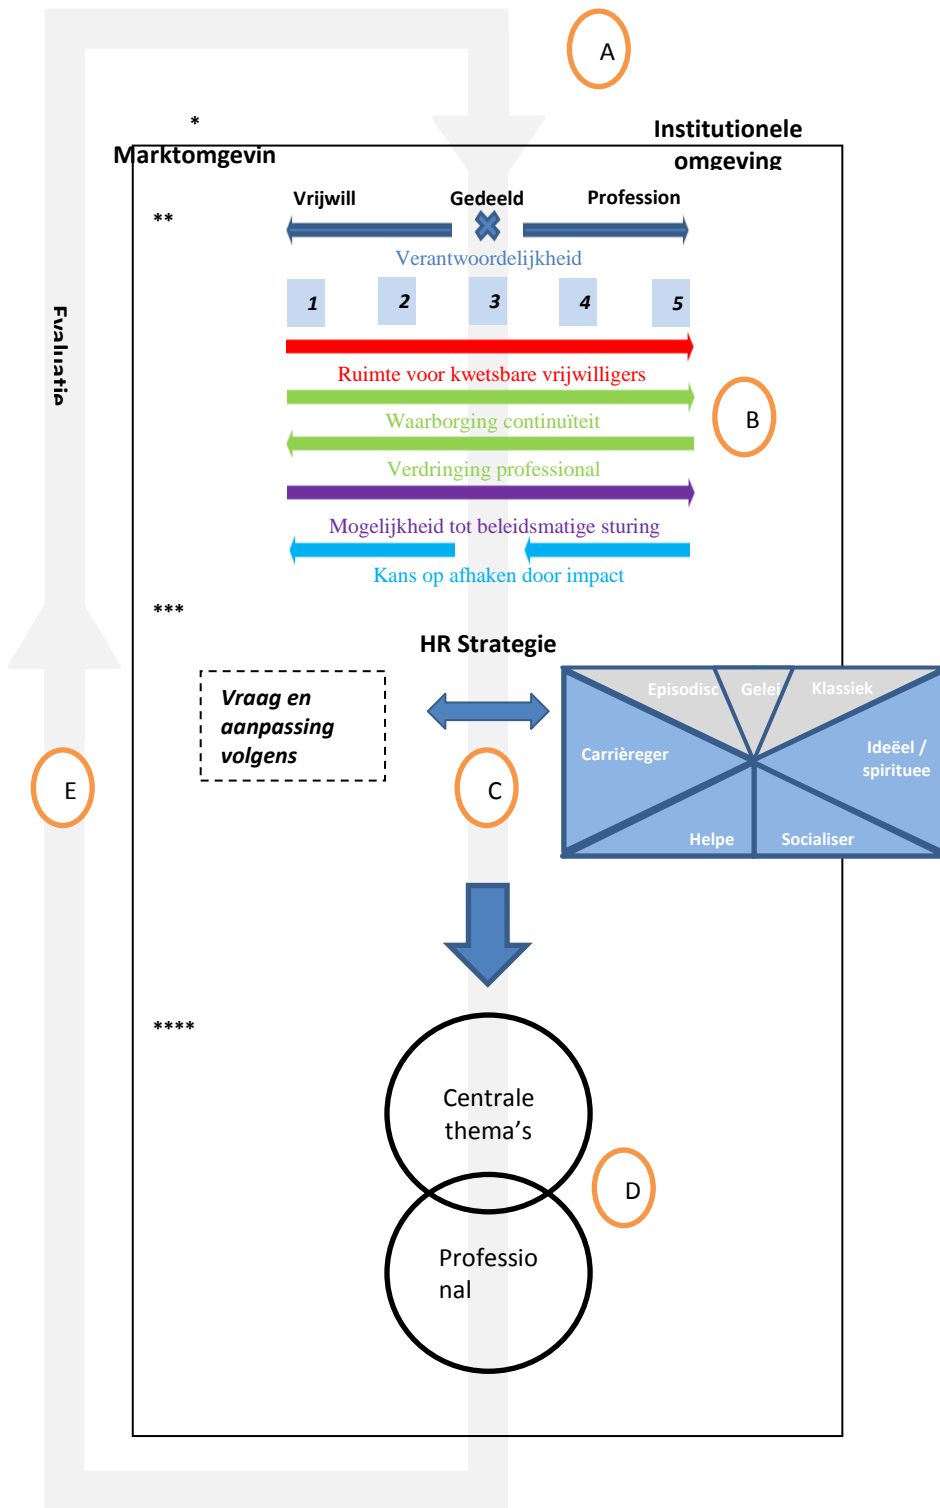 A
*
Marktomgevin
Institutionele
omgeving
**
Vrijwill
Gedeeld
Profession
Verantwoordelijkheid
1 2 3 4 5
Ruimte voor kwetsbare vrijwilligers
Waarborging continuïteit
B
Verdringing professional
Mogelijkheid tot beleidsmatige sturing
Kans op afhaken door impact
Evaluatie
***
HR Strategie
Vraag en
aanpassing
volgens
Episodisc
Gelei
Klassiek
Carrièreger
Ideëel /
spirituee
Helpe
Socialiser
E
C
****
Centrale
thema's
D
Professio
nal